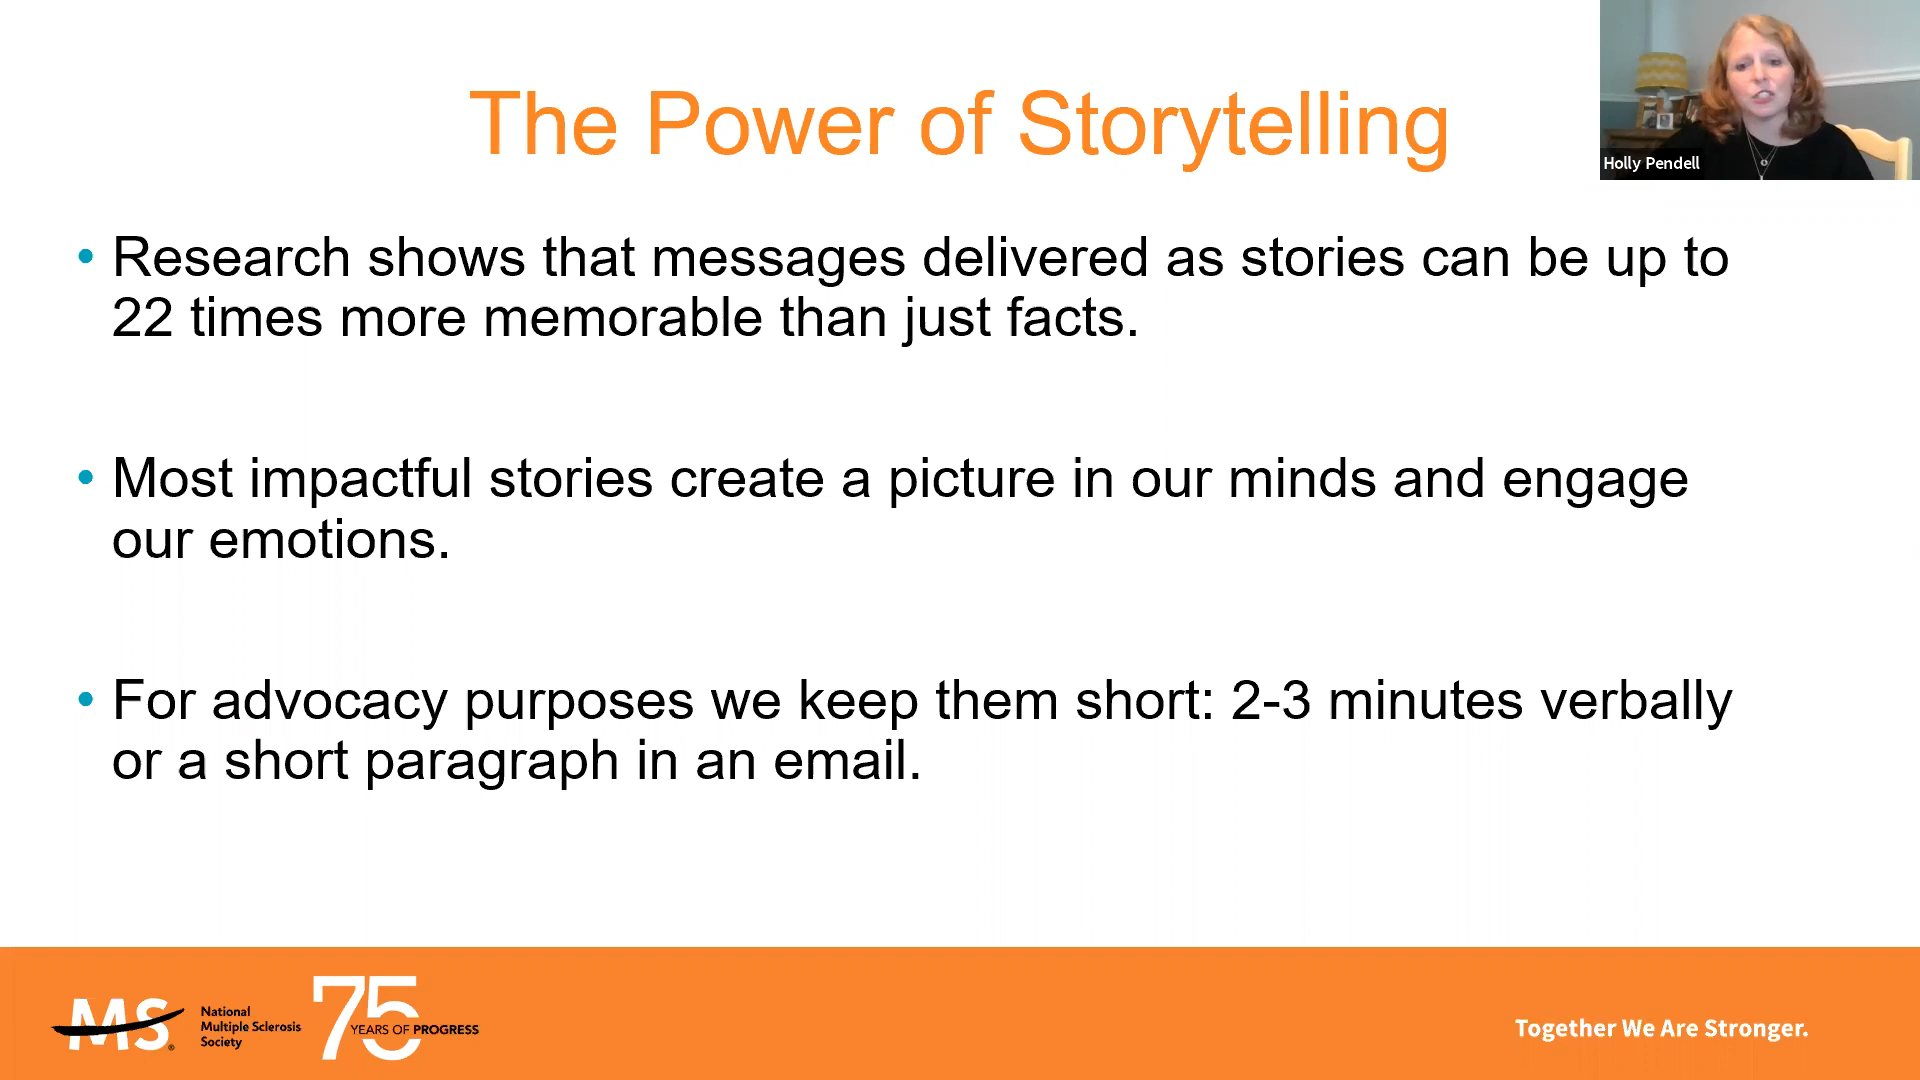 The Power of Storytelling
Holly Pendell
• Research shows that messages delivered as stories can be up to
22 times more memorable than just facts.
• Most impactful stories create a picture in our minds and engage
our emotions.
• For advocacy purposes we keep them short: 2-3 minutes verbally
or a short paragraph in an email.
MS®
National
Multiple Sclerosis
Society
75
YEARS OF PROGRESS
Together We Are Stronger.